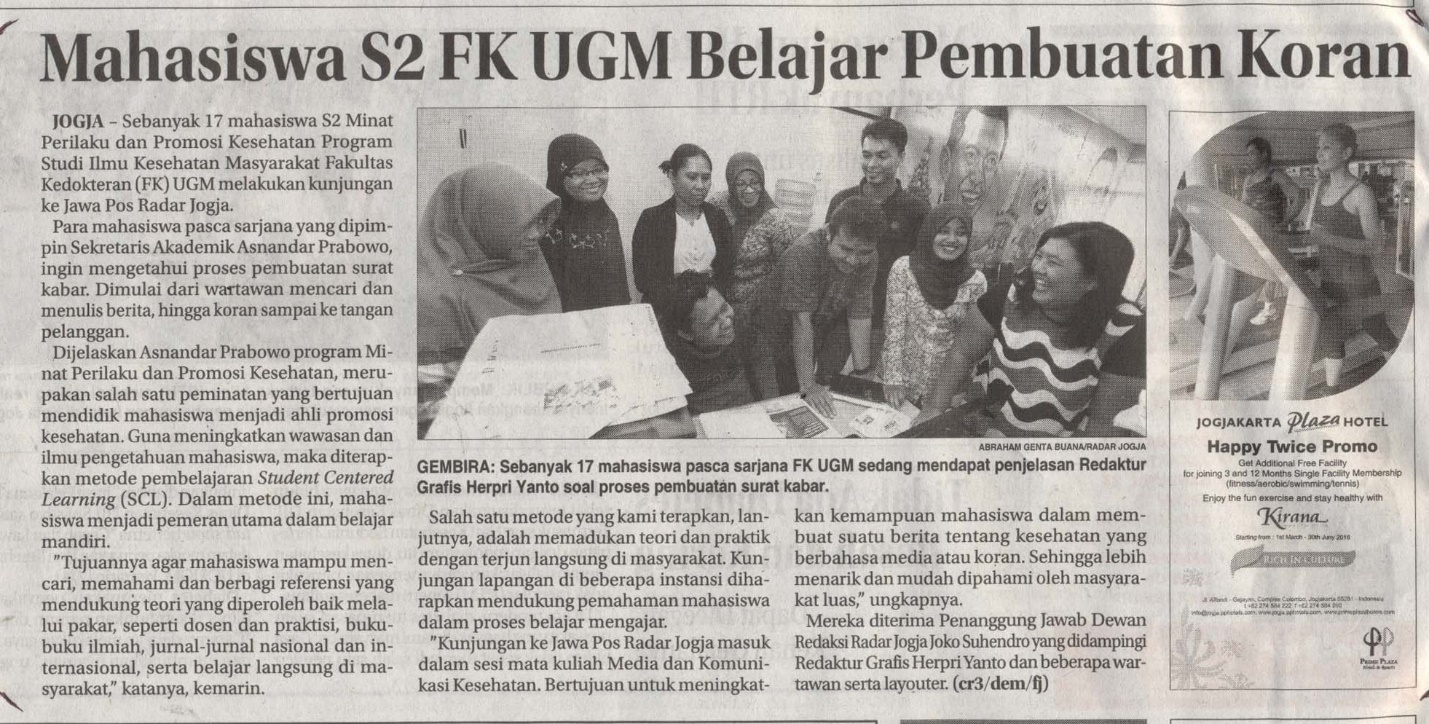 Mahasiswa S2 FK UGM Belajar Pembuatan Koran
JOGJA – Sebanyak 17 mahasiswa S2 Minat
Perilaku dan Promosi Kesehatan Program
Studi Ilmu Kesehatan Masyarakat Fakultas
Kedokteran (FK) UGM melakukan kunjungan
ke Jawa Pos Radar Jogja.
Para mahasiswa pasca sarjana yang dipim-
pin Sekretaris Akademik Asnandar Prabowo,
ingin mengetahui proses pembuatan surat
kabar. Dimulai dari wartawan mencari dan
menulis berita, hingga koran sampai ke tangan
pelanggan.
Dijelaskan Asnandar Prabowo program Mi-
nat Perilaku dan Promosi Kesehatan, meru-
pakan salah satu peminatan yang bertujuan
mendidik mahasiswa menjadi ahli promosi
kesehatan. Guna meningkatkan wawasan dan
ilmu pengetahuan mahasiswa, maka diterap-
kan metode pembelajaran Student Centered
Learning (SCL). Dalam metode ini, maha-
siswa menjadi pemeran utama dalam belajar
mandiri.
"Tujuannya agar mahasiswa mampu men-
cari, memahami dan berbagi referensi yang
mendukung teori yang diperoleh baik mela-
lui pakar, seperti dosen dan praktisi, buku-
buku ilmiah, jurnal-jurnal nasional dan in-
ternasional, serta belajar langsung di ma-
syarakat," katanya, kemarin.
ABRAHAM GENTA BUANA/RADAR JOGJA
GEMBIRA: Sebanyak 17 mahasiswa pasca sarjana FK UGM sedang mendapat penjelasan Redaktur
Grafis Herpri Yanto soal proses pembuatan surat kabar.
Salah satu metode yang kami terapkan, lan-
jutnya, adalah memadukan teori dan praktik
dengan terjun langsung di masyarakat. Kun-
jungan lapangan di beberapa instansi diha-
rapkan mendukung pemahaman mahasiswa
dalam proses belajar mengajar.
"Kunjungan ke Jawa Pos Radar Jogja masuk
dalam sesi mata kuliah Media dan Komuni-
kasi Kesehatan. Bertujuan untuk meningkat-
kan kemampuan mahasiswa dalam mem-
buat suatu berita tentang kesehatan yang
berbahasa media atau koran. Sehingga lebih
menarik dan mudah dipahami oleh masyara-
kat luas," ungkapnya.
Mereka diterima Penanggung Jawab Dewan
Redaksi Radar Jogja Joko Suhendro yang didampingi
Redaktur Grafis Herpri Yanto dan beberapa war-
tawan serta layouter. (cr3/dem/fj)
JOGJAKARTA Plaza HOTEL
Happy Twice Promo
Get Additional Free Facility
for joining 3 and 12 Months Single Facility Membership
(fitness/aerobic/swimming/tennis)
Enjoy the fun exercise and stay healthy with
Kirana
Starting from : 1st March - 30th Juny 2010
RICH IN CULTURE
PRIME PLAZA